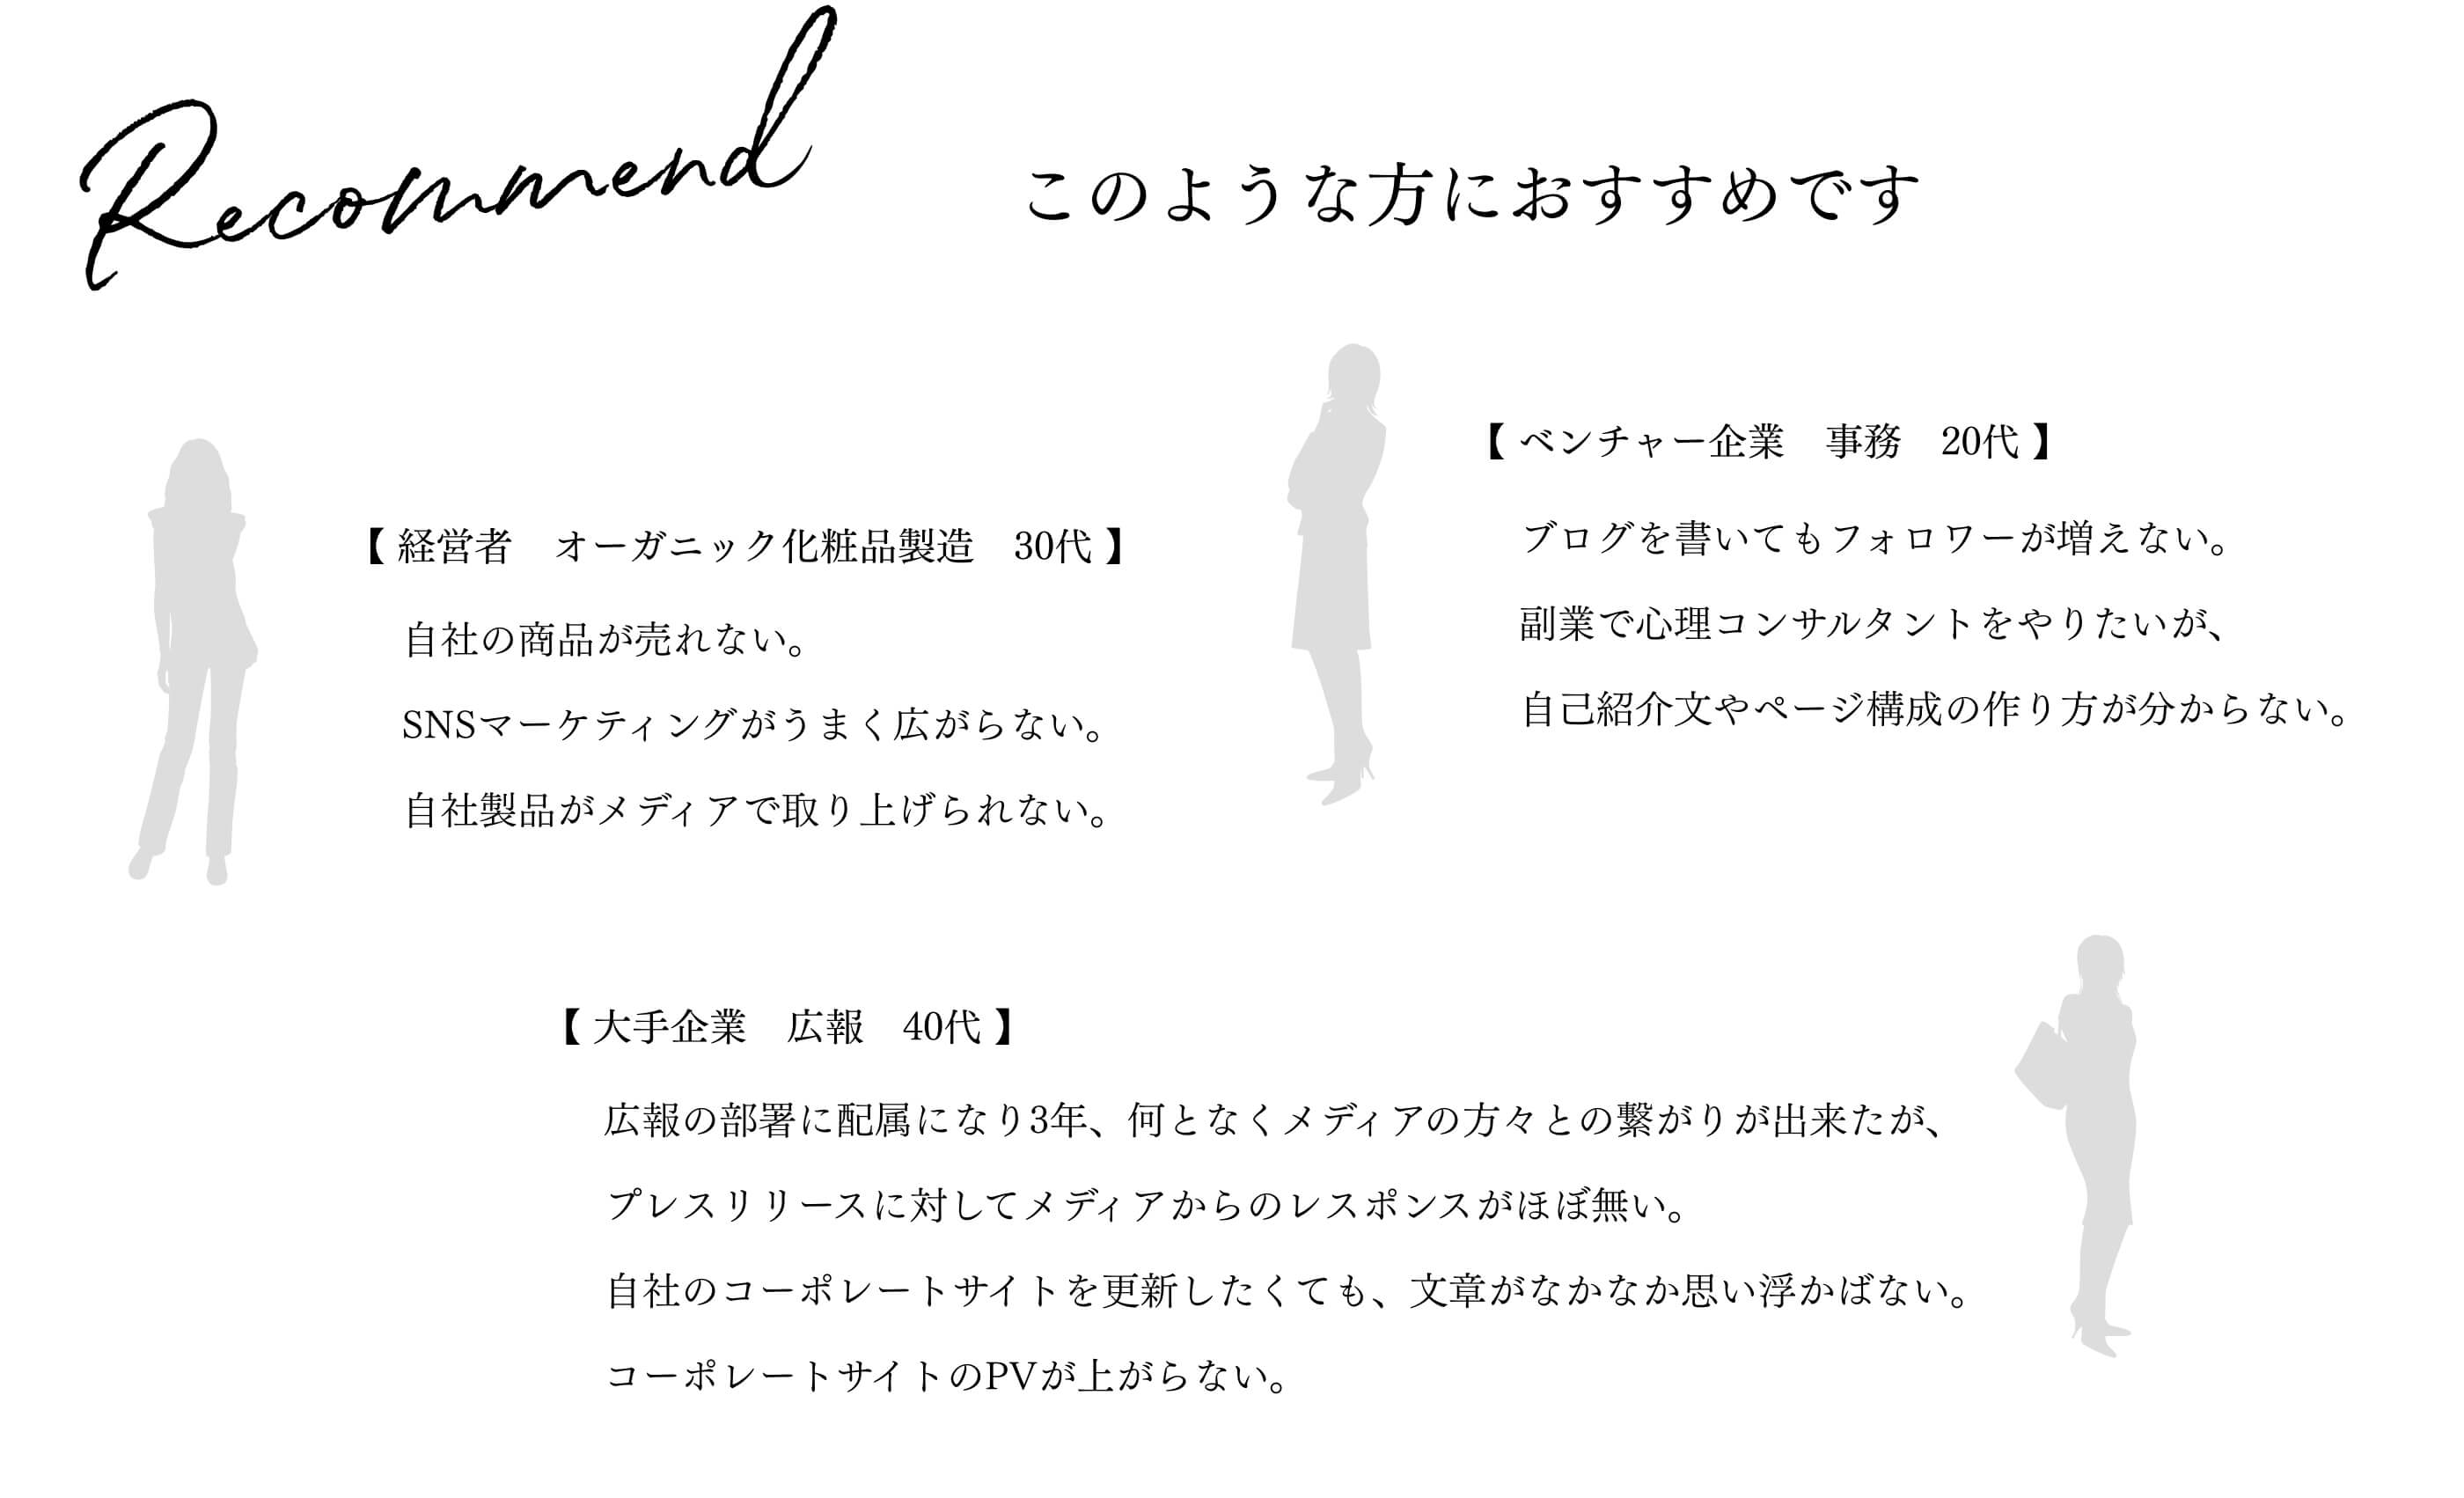 Recommend
このような方におすすめです
【 経営者　オーガニック化粧品製造　30代 】
自社の商品が売れない。
SNSマーケティングがうまく広がらない。
自社製品がメディアで取り上げられない。
【 ベンチャー企業　事務　20代 】
ブログを書いてもフォロワーが増えない。
副業で心理コンサルタントをやりたいが、
自己紹介文やページ構成の作り方が分からない。
【 大手企業　広報　40代 】
広報の部署に配属になり3年、何となくメディアの方々との繋がりが出来たが、
プレスリリースに対してメディアからのレスポンスがほぼ無い。
自社のコーポレートサイトを更新したくても、文章がなかなか思い浮かばない。
コーポレートサイトのPVが上がらない。